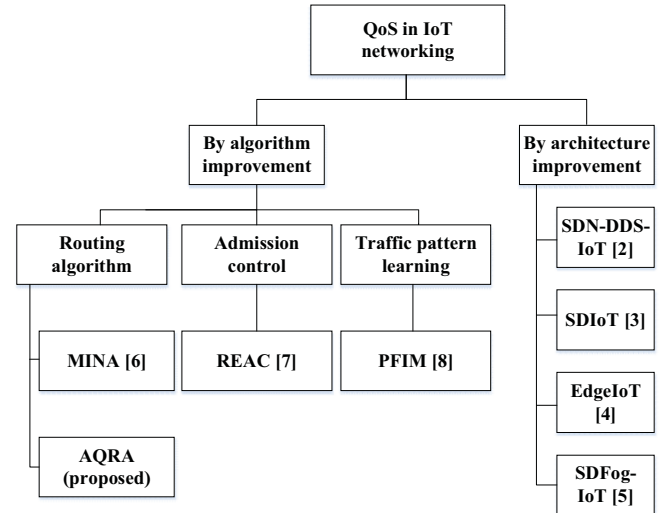 QoS in IoT
networking
By algorithm
improvement
By architecture
improvement
Routing
algorithm
Admission
control
Traffic pattern
learning
SDN-DDS-
IoT [2]
SDIoT [3]
MINA [6]
REAC [7]
PFIM [8]
EdgeIoT
[4]
AQRA
(proposed)
SDFog-
IoT [5]